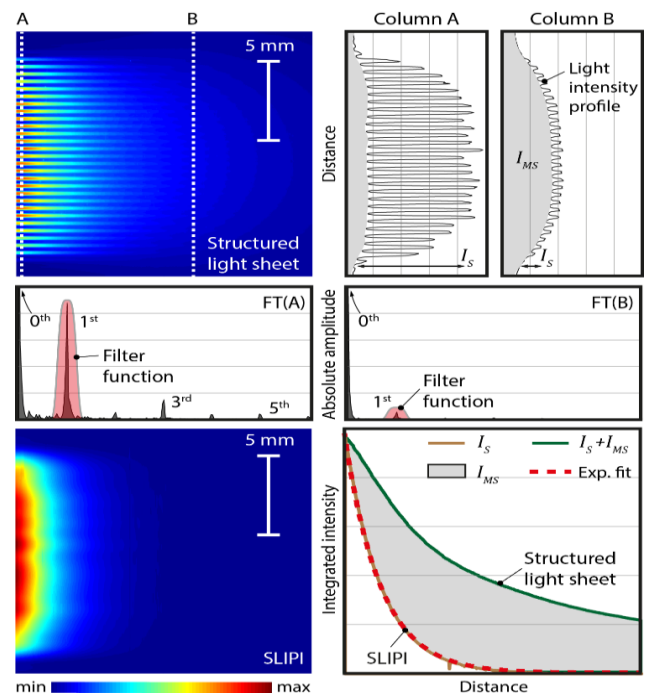 A
B
5 mm
Structured
light sheet
Column A
Column B
Distance
I_S
Light
intensity
profile
I_MS
I_S
0th
1st
FT(A)
Filter
function
3rd
5th
Absolute amplitude
0th
FT(B)
1st
Filter
function
5 mm
SLIPI
min
max
Integrated intensity
I_S
I_S + I_MS
I_MS
Exp. fit
Structured
light sheet
SLIPI
Distance